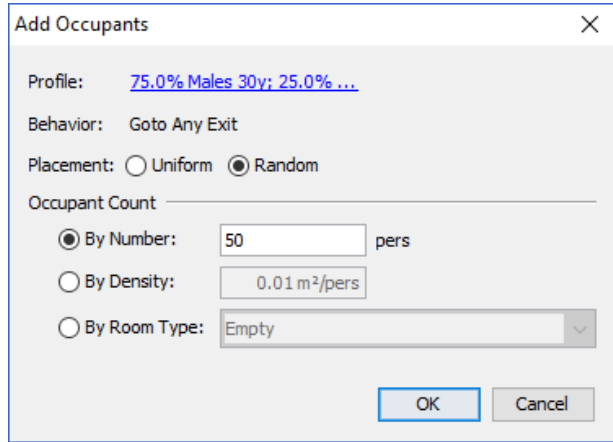 Add Occupants
Profile: 75.0% Males 30y; 25.0% ...
Behavior: Goto Any Exit
Placement: Uniform Random
Occupant Count
By Number: 50 pers
By Density: 0.01 m²/pers
By Room Type: Empty
OK Cancel